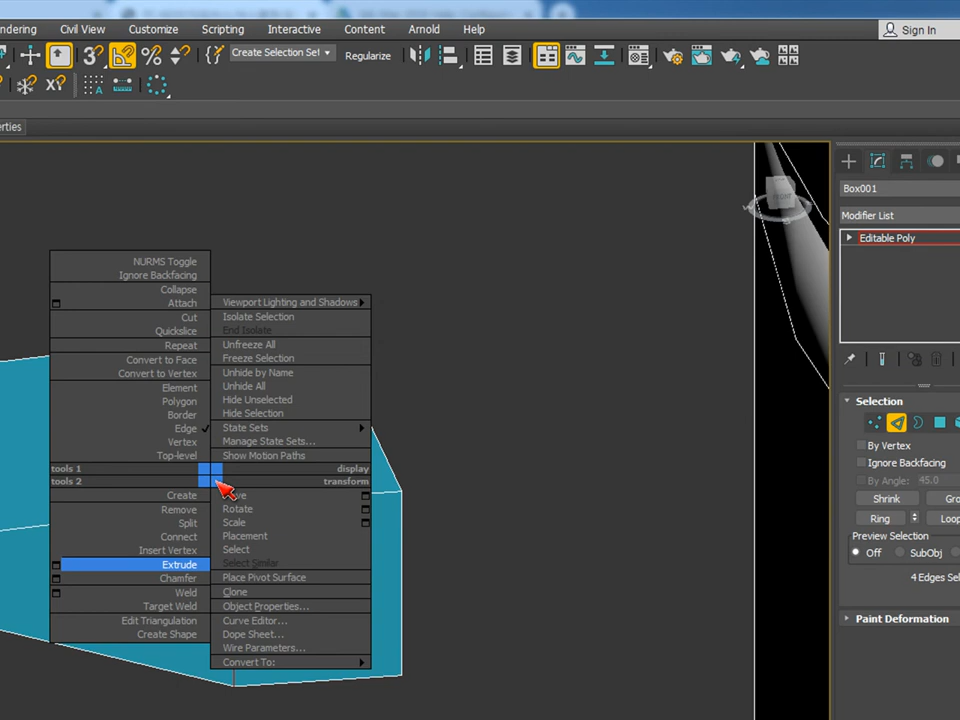 ndering Civil View Customize Scripting Interactive Content Arnold Help Sign In
Create Selection Set Regularize
erties
Box001
Modifier List
Editable Poly
NURMS Toggle
Ignore Backfacing
Collapse
Attach
Cut
Quickslice
Repeat
Convert to Face
Convert to Vertex
Element
Polygon
Border
Edge
Vertex
Top-level
tools 1
tools 2
Create
Remove
Split
Connect
Insert Vertex
Extrude
Chamfer
Weld
Target Weld
Edit Triangulation
Create Shape
Viewport Lighting and Shadows
Isolate Selection
End Isolate
Unfreeze All
Freeze Selection
Unhide by Name
Unhide All
Hide Unselected
Hide Selection
State Sets
Manage State Sets...
Show Motion Paths
display
transform
Rotate
Scale
Placement
Select
Select Similar
Place Pivot Surface
Clone
Object Properties...
Curve Editor...
Dope Sheet...
Wire Parameters...
Convert To:
Selection
By Vertex
Ignore Backfacing
By Angle: 45.0
Shrink Gro
Ring Loop
Preview Selection
Off SubObj
4 Edges Sel
Paint Deformation